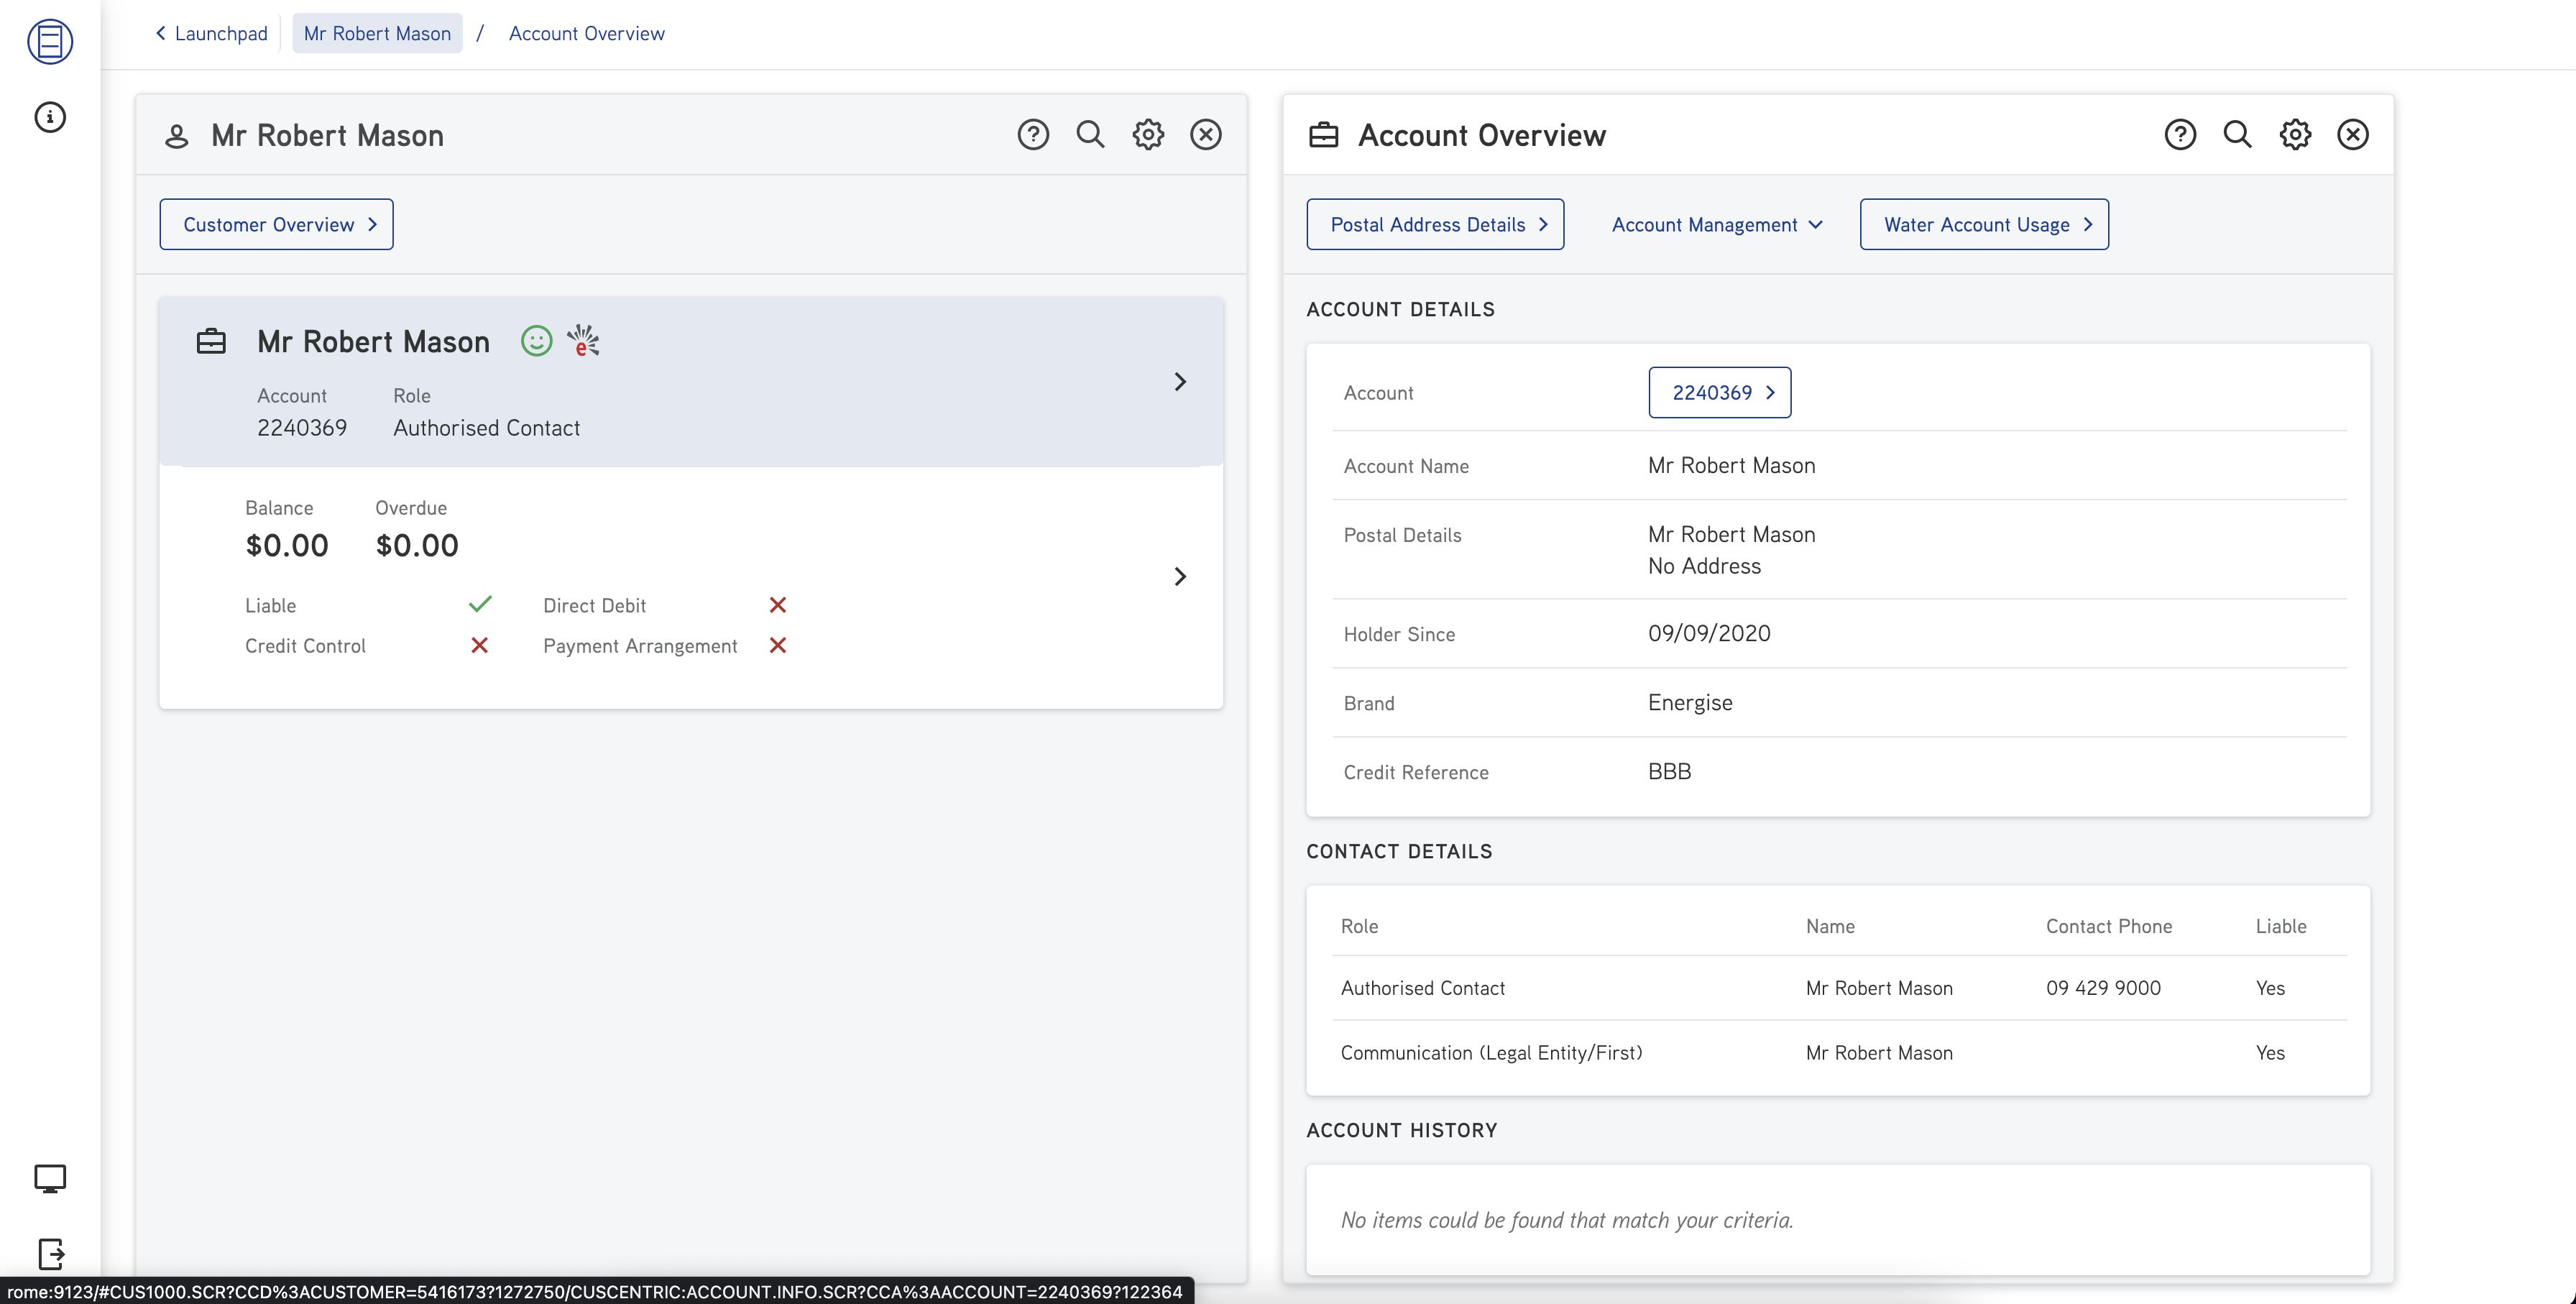 Launchpad
Mr Robert Mason / Account Overview
Mr Robert Mason
Customer Overview
Mr Robert Mason
e
Account Role
2240369 Authorised Contact
Balance Overdue
$0.00 $0.00
Liable Direct Debit
Credit Control Payment Arrangement
Account Overview
Postal Address Details Account Management Water Account Usage
ACCOUNT DETAILS
Account 2240369
Account Name Mr Robert Mason
Postal Details Mr Robert Mason
No Address
Holder Since 09/09/2020
Brand Energise
Credit Reference BBB
CONTACT DETAILS
Role Name Contact Phone Liable
Authorised Contact Mr Robert Mason 09 429 9000 Yes
Communication (Legal Entity/First) Mr Robert Mason Yes
ACCOUNT HISTORY
No items could be found that match your criteria.
rome:9123/#CUS1000.SCR?CCD%3ACUSTOMER=5416173?1272750/CUSCENTRIC:ACCOUNT.INFO.SCR?CCA%3AACCOUNT=2240369?122364